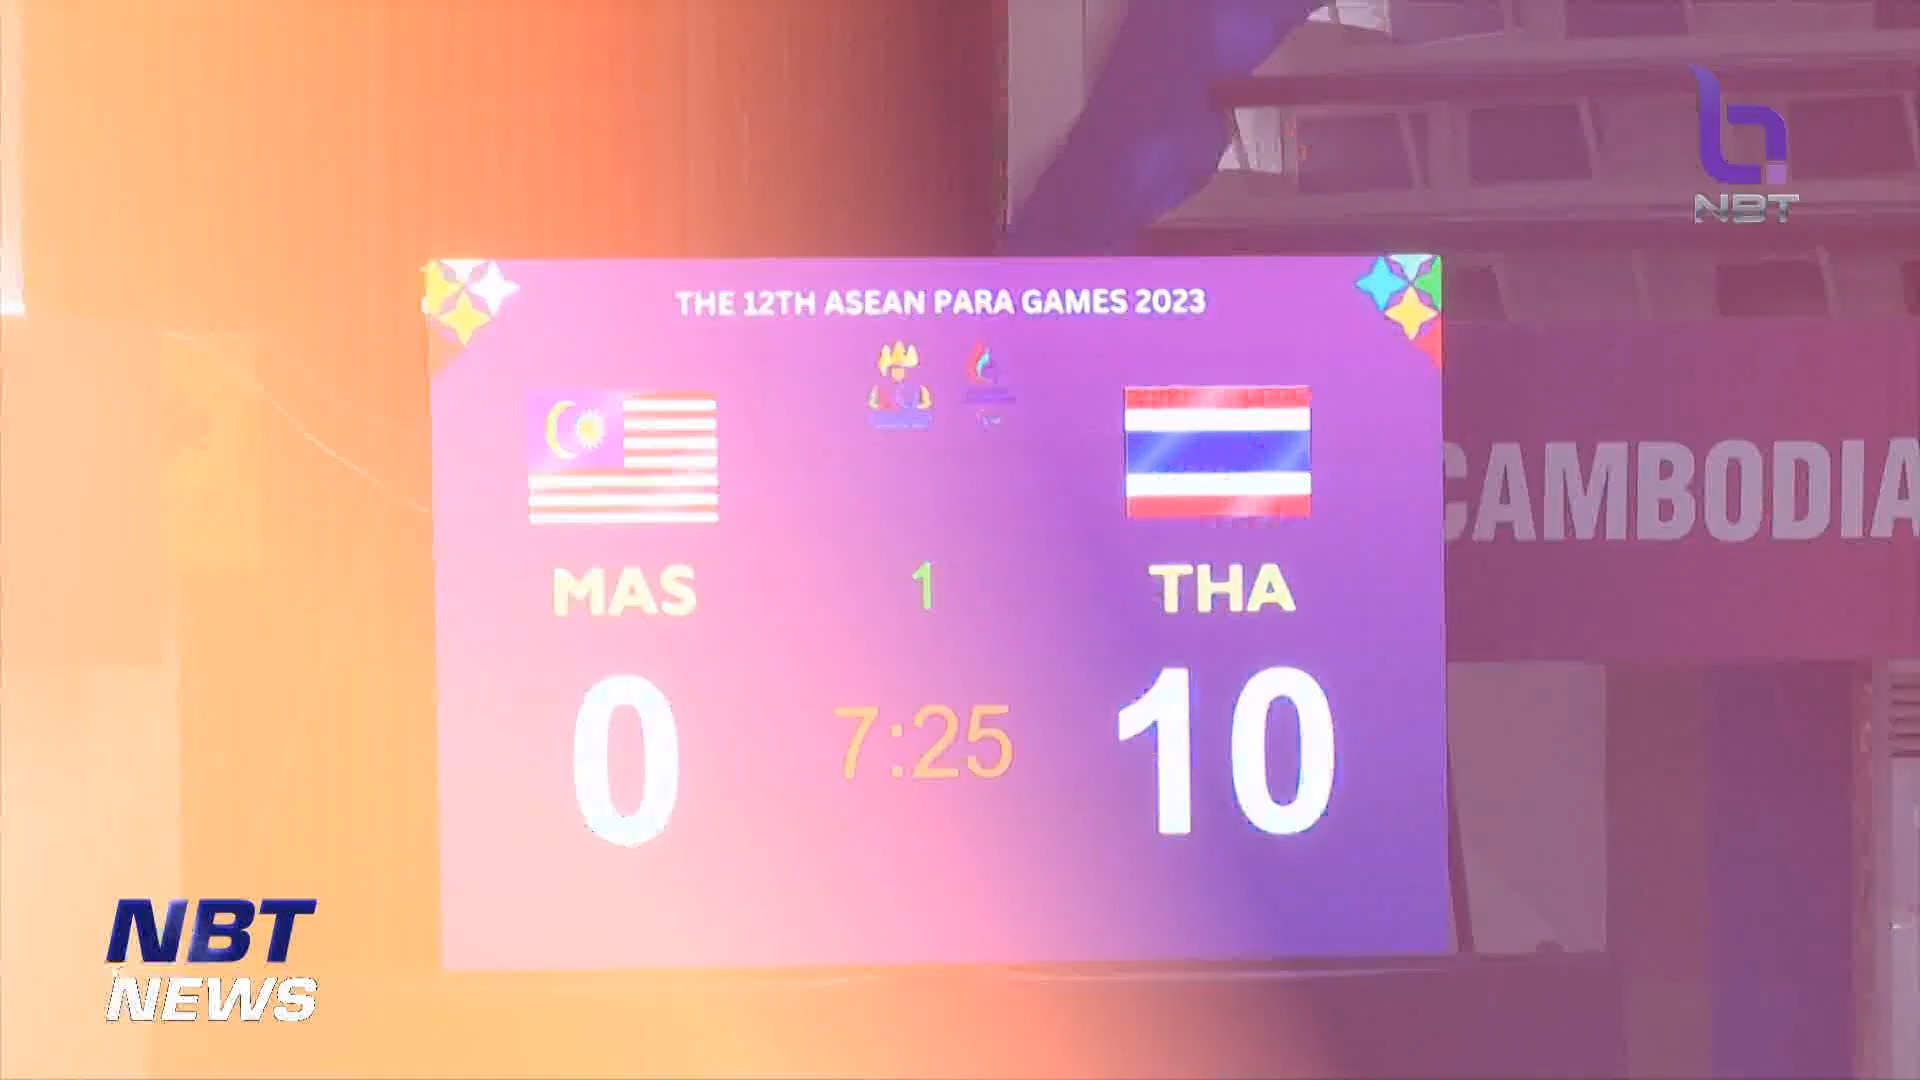 NBT
THE 12TH ASEAN PARA GAMES 2023
CAMBODIA
MAS
1
THA
0
7:25
10
NBT
NEWS